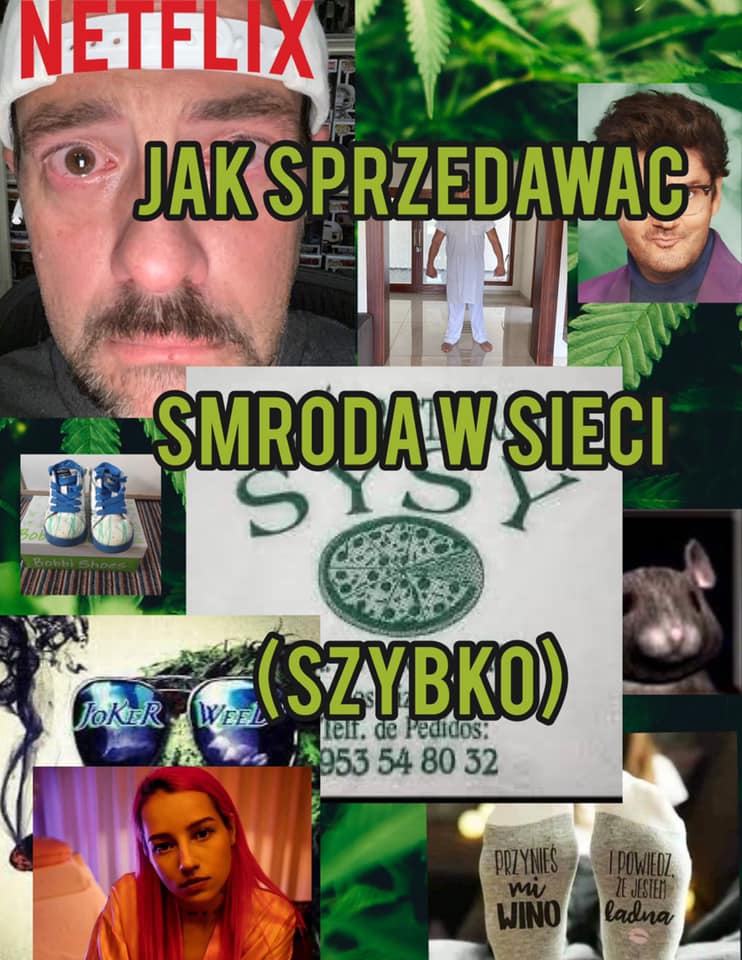 NETFLIX
JAK SPRZEDAWAC
SMRODA W SIECI
SYSY
Bobbi Shoes
(SZYBKO)
JOKER WEED
Telf. de Pedidos:
953 54 80 32
PRZYNIEŚ
mi
WINO
I POWIEDZ,
ŻE JESTEM
ładna